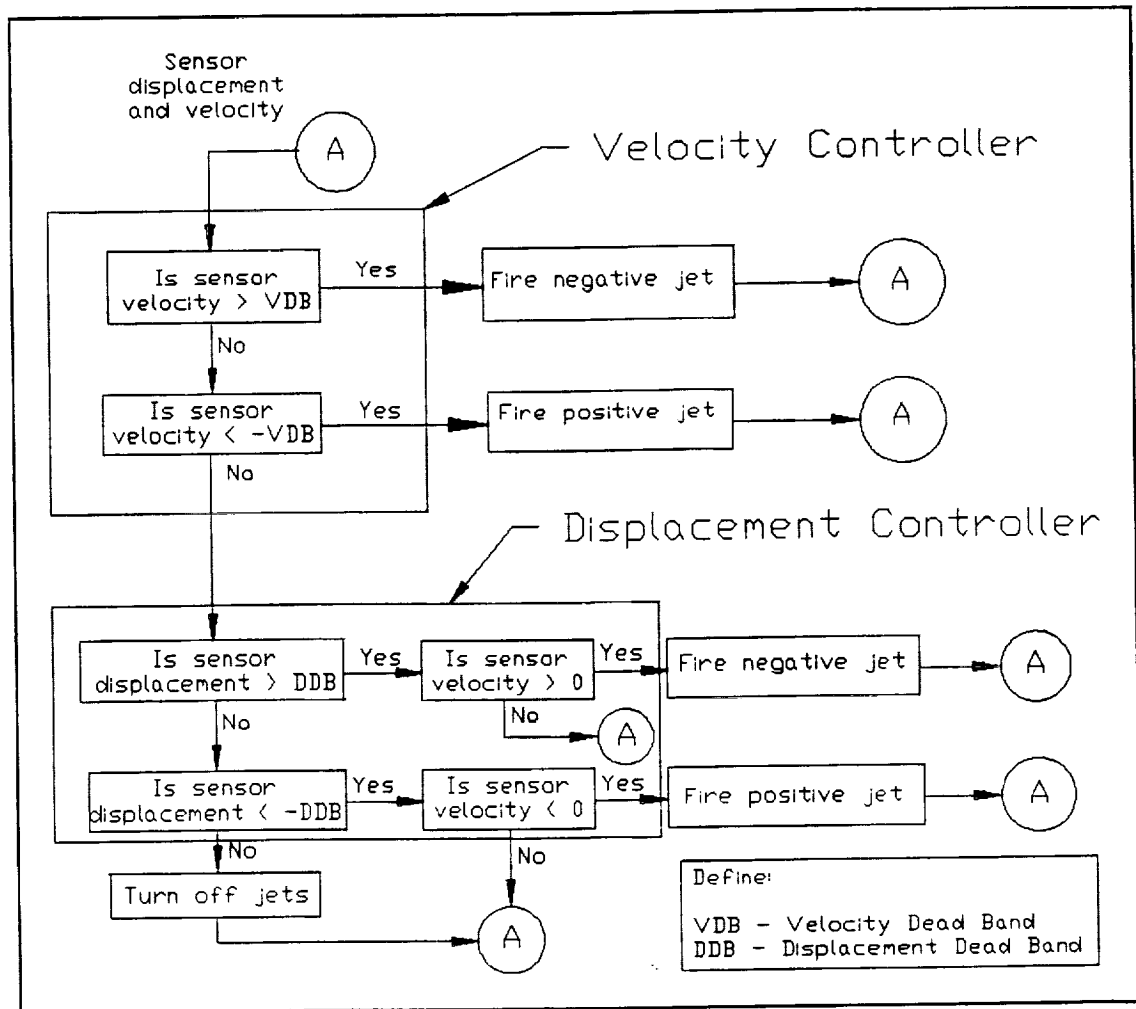 Sensor
displacement
and velocity
A
Velocity Controller
Is sensor
velocity > VDB
Yes
Fire negative jet
A
No
Is sensor
velocity < -VDB
Yes
Fire positive jet
A
No
Displacement Controller
Is sensor
displacement > DDB
Yes
Is sensor
velocity > 0
Yes
Fire negative jet
A
No
No
A
Is sensor
displacement < -DDB
Yes
Is sensor
velocity < 0
Yes
Fire positive jet
A
No
No
Turn off jets
A
Define:
VDB - Velocity Dead Band
DDB - Displacement Dead Band